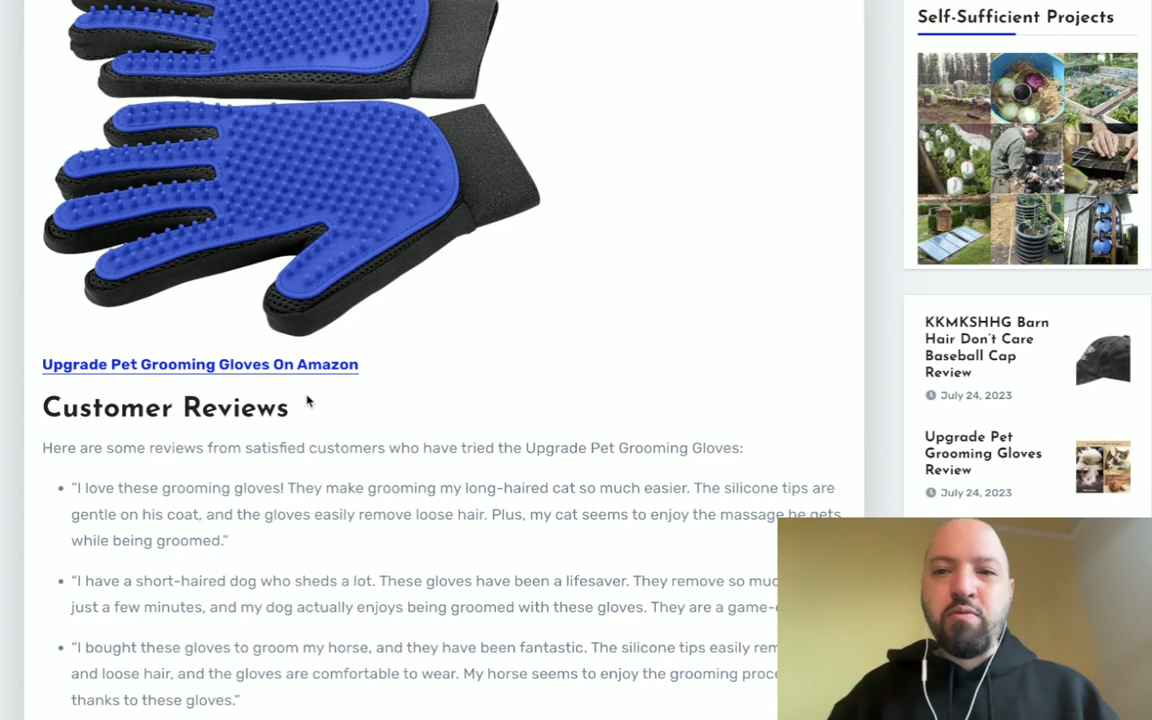 Self-Sufficient Projects
Upgrade Pet Grooming Gloves On Amazon
Customer Reviews
Here are some reviews from satisfied customers who have tried the Upgrade Pet Grooming Gloves:
• “I love these grooming gloves! They make grooming my long-haired cat so much easier. The silicone tips are
gentle on his coat, and the gloves easily remove loose hair. Plus, my cat seems to enjoy the massage he gets
while being groomed.”
• “I have a short-haired dog who sheds a lot. These gloves have been a lifesaver. They remove so
just a few minutes, and my dog actually enjoys being groomed with these gloves. They are a
• “I bought these gloves to groom my horse, and they have been fantastic. The silicone tips easily
and loose hair, and the gloves are comfortable to wear. My horse seems to enjoy the grooming
thanks to these gloves.”
KKMKSHHG Barn
Hair Don’t Care
Baseball Cap
Review
July 24, 2023
Upgrade Pet
Grooming Gloves
Review
July 24, 2023